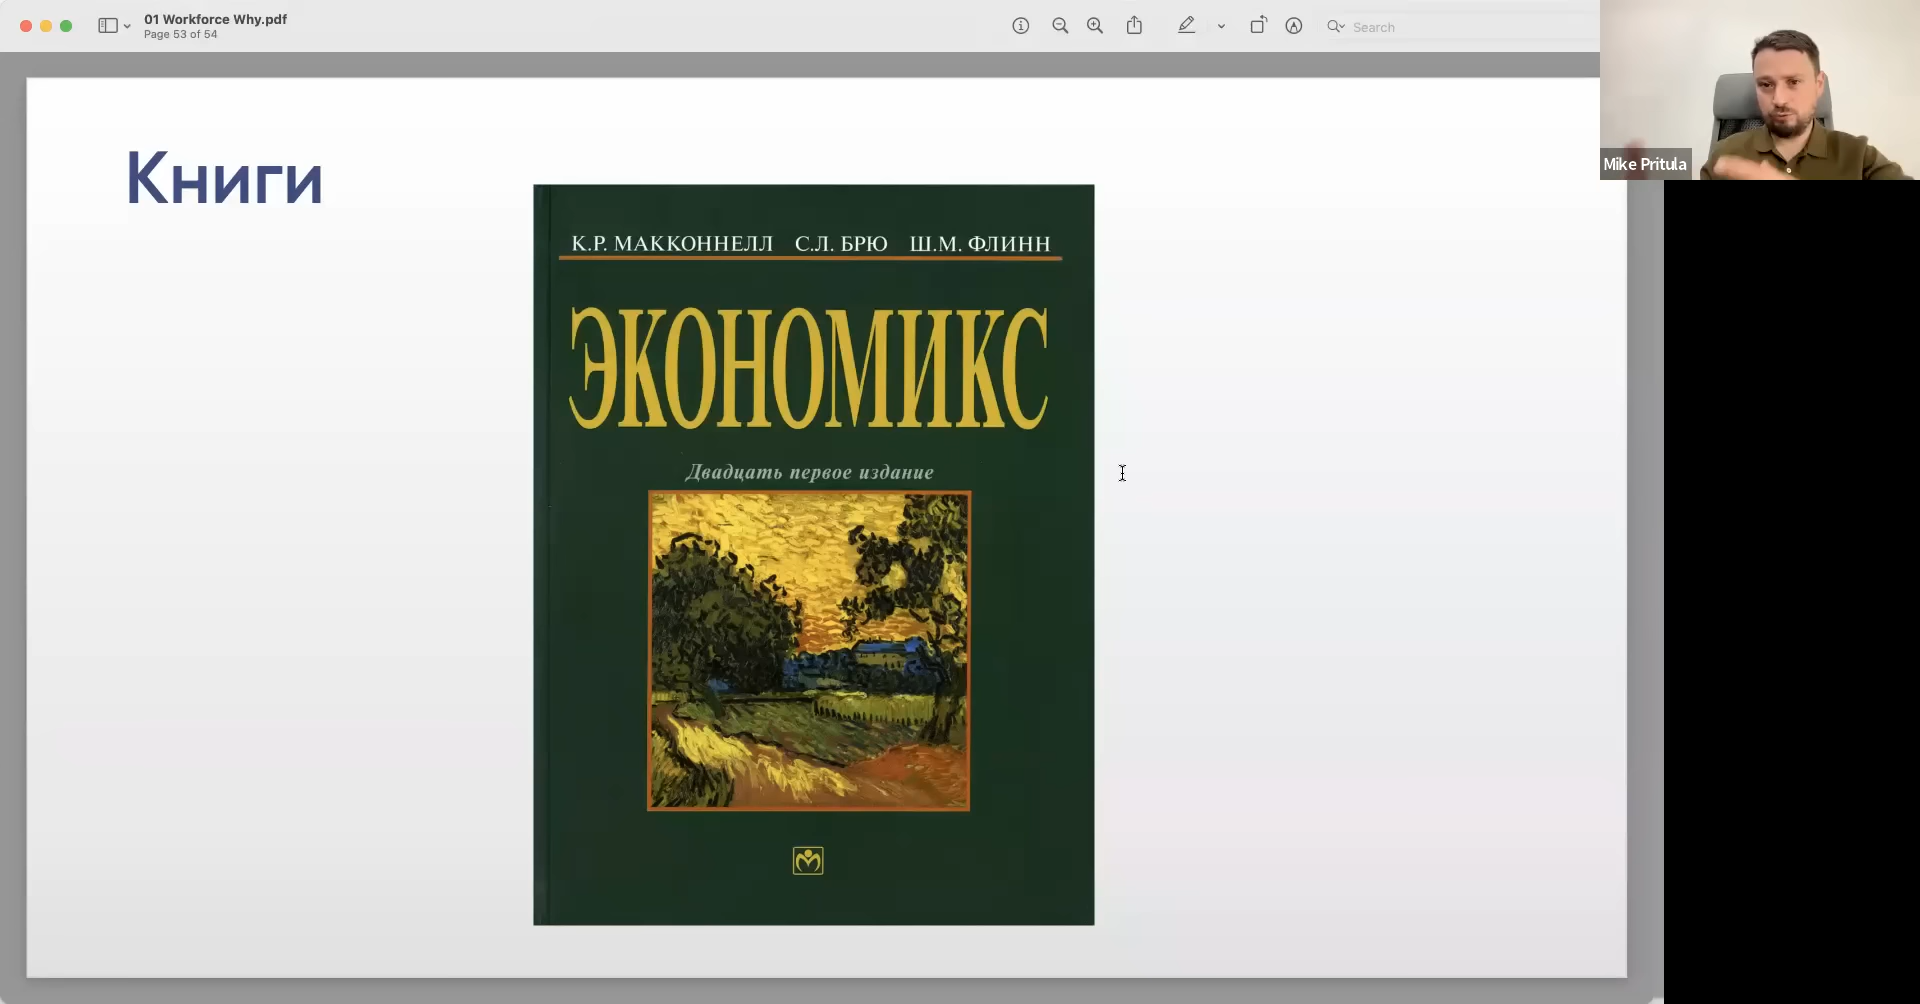 01 Workforce Why.pdf
Page 53 of 54
Search
Mike Pritula
Книги
К.Р. МАККОННЕЛЛ С.Л. БРЮ Ш.М. ФЛИНН
ЭКОНОМИКС
Двадцать первое издание